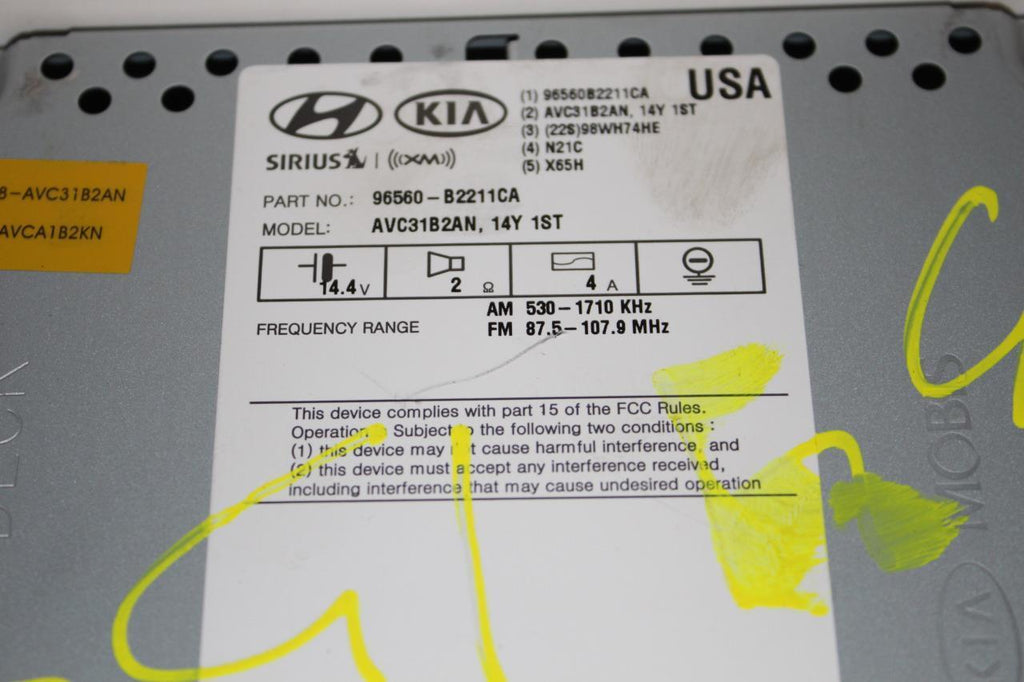 USA
KIA
(1) 96560B2211CA
(2) AVC31B2AN, 14Y 1ST
(3) (22S)98WH74HE
(4) N21C
(5) X65H
SIRIUS | (((XM)))
PART NO.: 96560-B2211CA
MODEL: AVC31B2AN, 14Y 1ST
14.4 V
2 Ω
4 A
FREQUENCY RANGE
AM 530-1710 KHz
FM 87.5-107.9 MHz
This device complies with part 15 of the FCC Rules.
Operation Subject to the following two conditions :
(1) this device may not cause harmful interference, and
(2) this device must accept any interference received,
including interference that may cause undesired operation
-AVC31B2AN
AVCA1B2KN
MOBIS
KIA